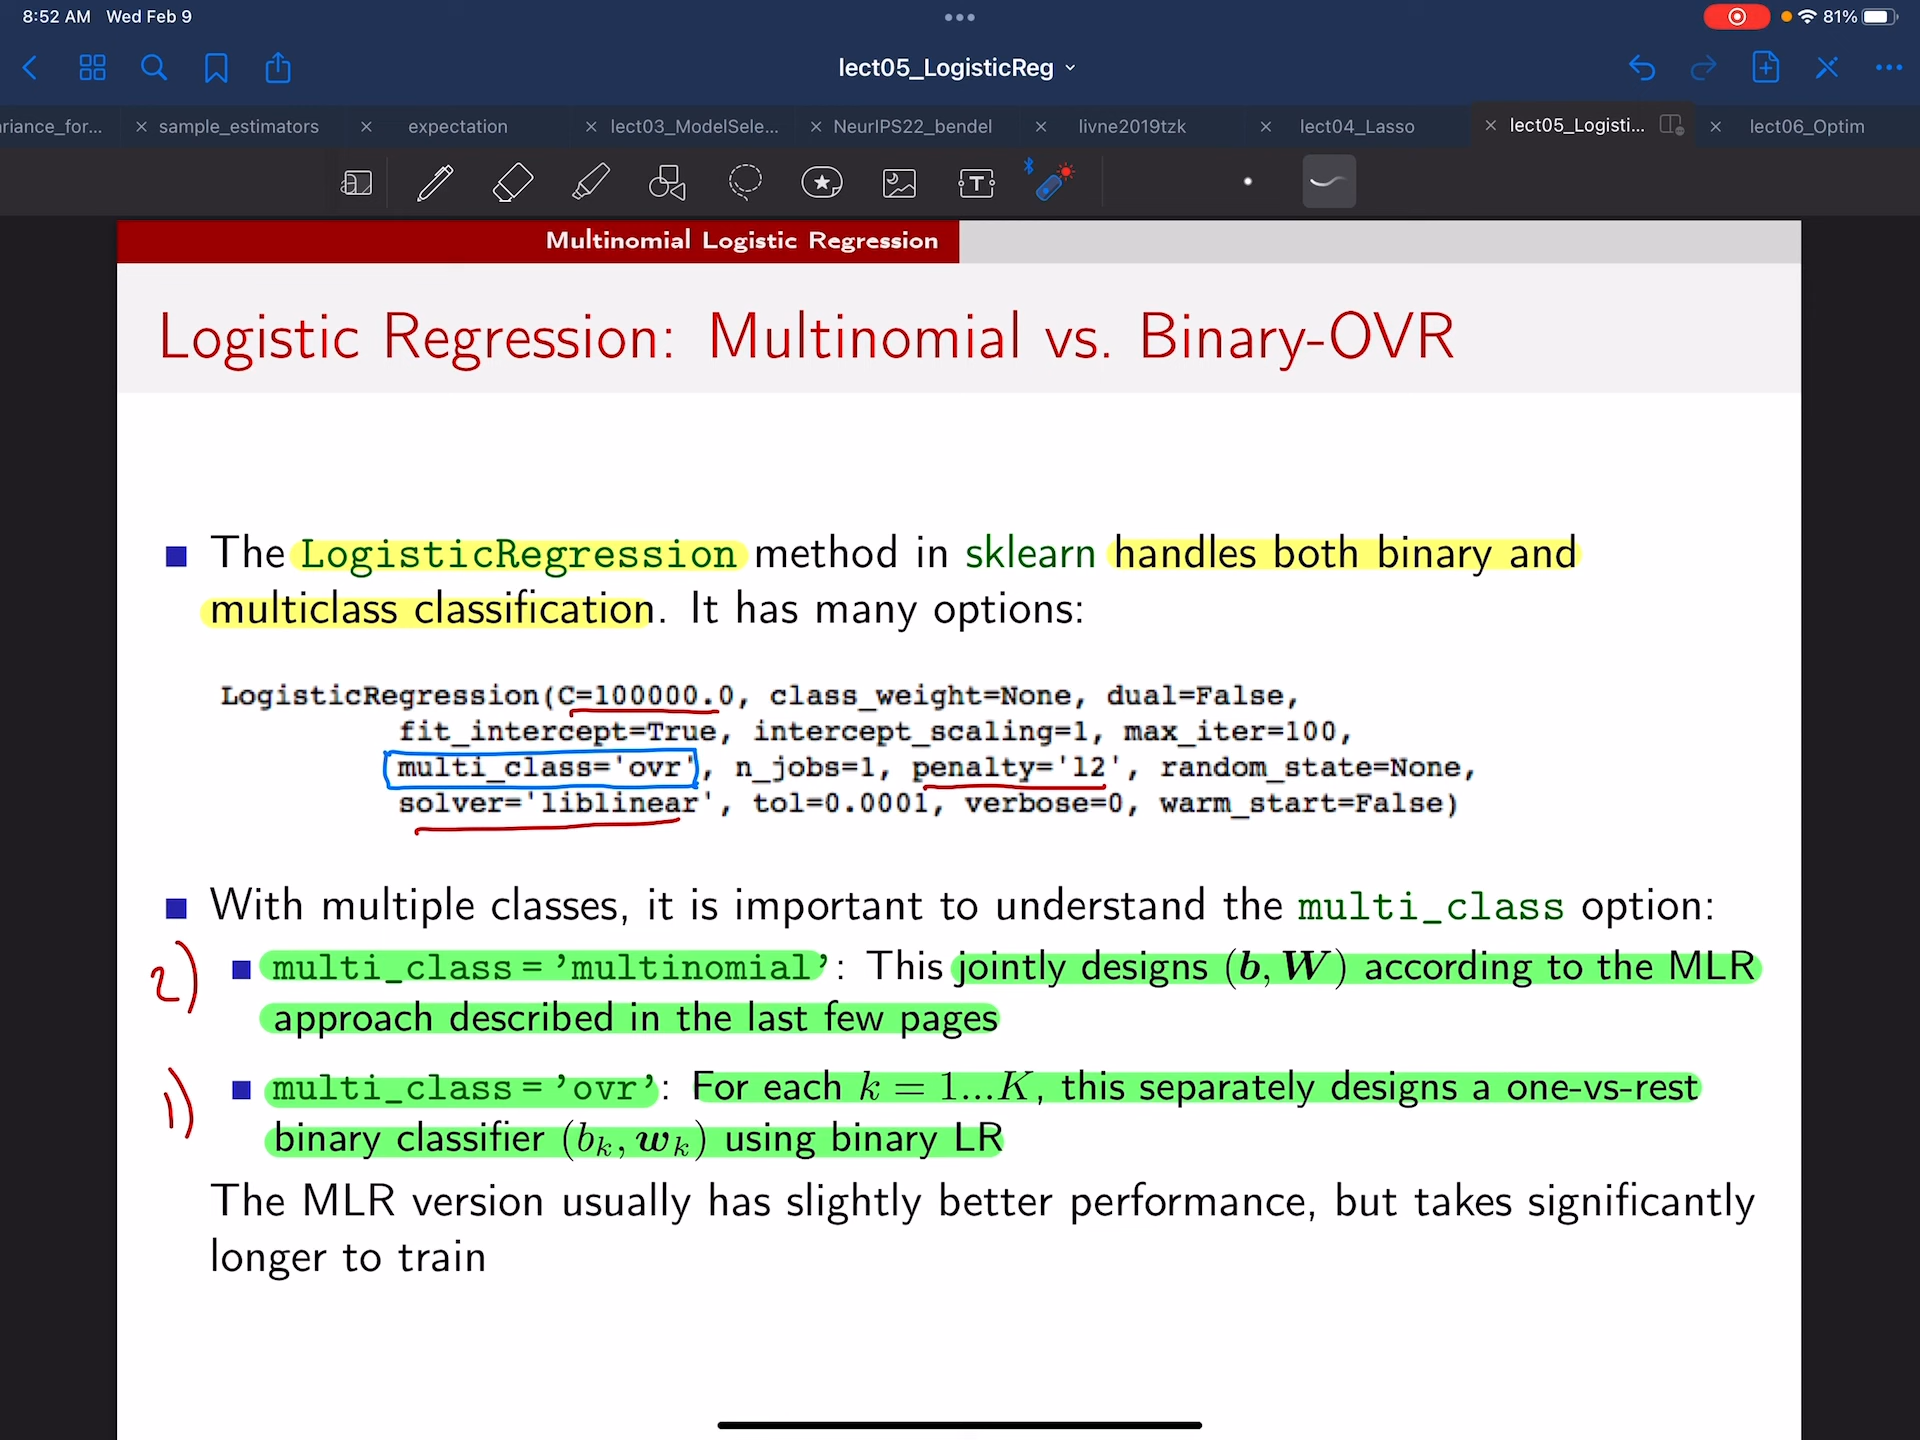 8:52 AM Wed Feb 9
81%
lect05_LogisticReg
riance_for...
sample_estimators
expectation
lect03_ModelSele...
NeurIPS22_bendel
livne2019tzk
lect04_Lasso
lect05_Logisti...
lect06_Optim
T
Multinomial Logistic Regression
Logistic Regression: Multinomial vs. Binary-OVR
The LogisticRegression method in sklearn handles both binary and
multiclass classification. It has many options:
LogisticRegression(C=100000.0, class_weight=None, dual=False,
fit_intercept=True, intercept_scaling=1, max_iter=100,
multi_class='ovr', n_jobs=1, penalty='l2', random_state=None,
solver='liblinear', tol=0.0001, verbose=0, warm_start=False)
With multiple classes, it is important to understand the multi_class option:
2) multi_class = 'multinomial': This jointly designs (b, W) according to the MLR
approach described in the last few pages
1) multi_class = 'ovr': For each k = 1...K, this separately designs a one-vs-rest
binary classifier (b_k, w_k) using binary LR
The MLR version usually has slightly better performance, but takes significantly
longer to train